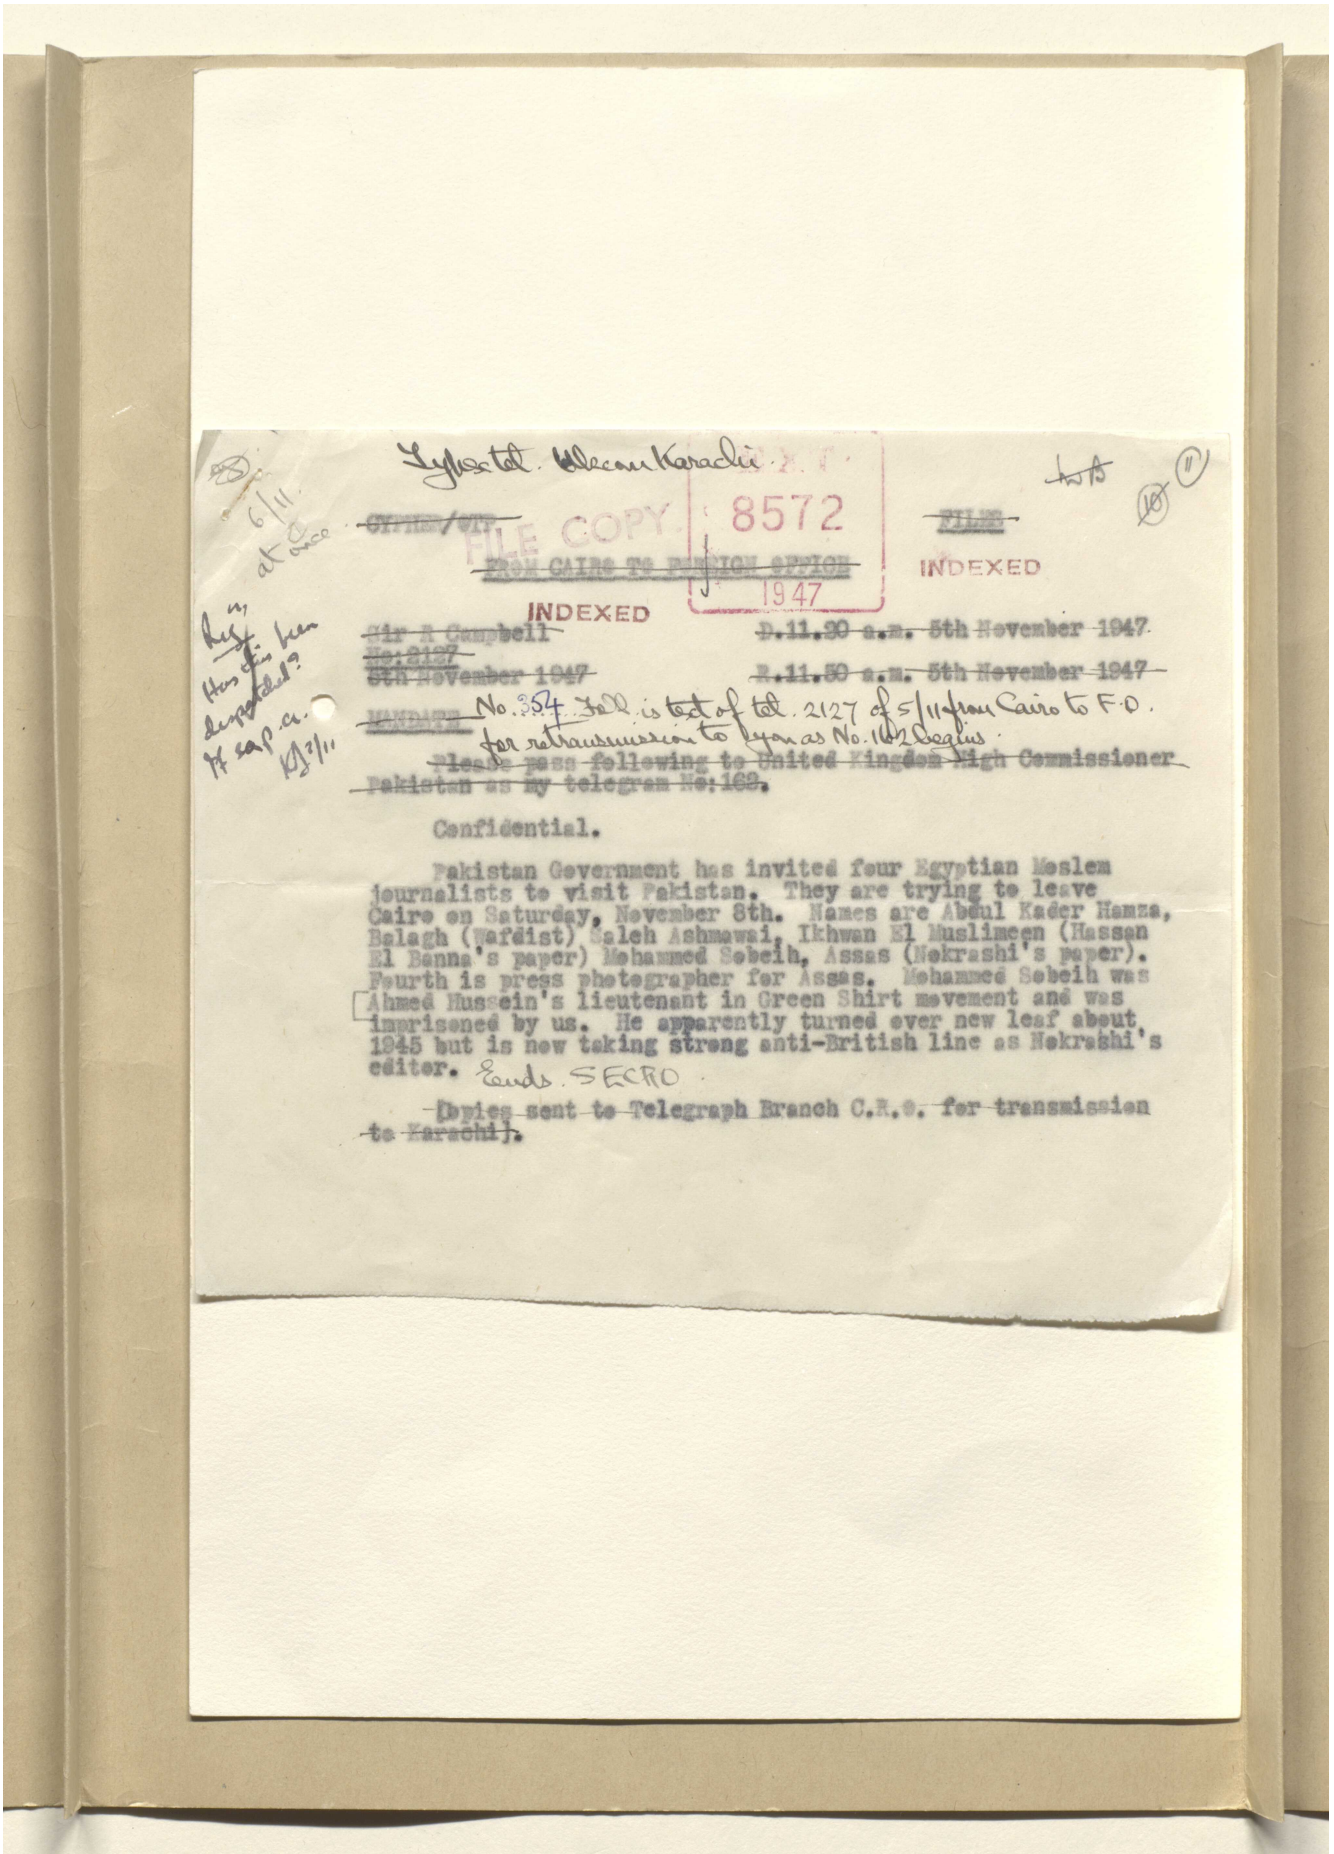 Cypher tel. Ukcom Karachi.
EXT
11
10
6/11
at once
CYPHER/OTP
FILE COPY
8572
FILES
FROM CAIRO TO FOREIGN OFFICE
INDEXED
1947
INDEXED
Sir R Campbell
D.11.20 a.m. 5th November 1947.
No:2127
5th November 1947
R.11.50 a.m. 5th November 1947
Has this been
despatched?
If so, p.a.
MANDATE
No. 354. Foll. is text of tel. 2127 of 5/11 from Cairo to F.O.
for retransmission to you as No. 162 begins.
Please pass following to United Kingdom High Commissioner
Pakistan as my telegram No:162.
Confidential.
Pakistan Government has invited four Egyptian Moslem
journalists to visit Pakistan. They are trying to leave
Cairo on Saturday, November 8th. Names are Abdul Kader Hamza,
Balagh (Wafdist) Saleh Ashmawai, Ikhwan El Muslimeen (Hassan
El Banna's paper) Mohammed Sobeih, Assas (Nokrashi's paper).
Fourth is press photographer for Assas. Mohammed Sobeih was
[Ahmed Hussein's lieutenant in Green Shirt movement and was
imprisoned by us. He apparently turned over new leaf about
1945 but is now taking strong anti-British line as Nokrashi's
editor. Ends. SECRO.
[Copies sent to Telegraph Branch C.R.O. for transmission
to Karachi].